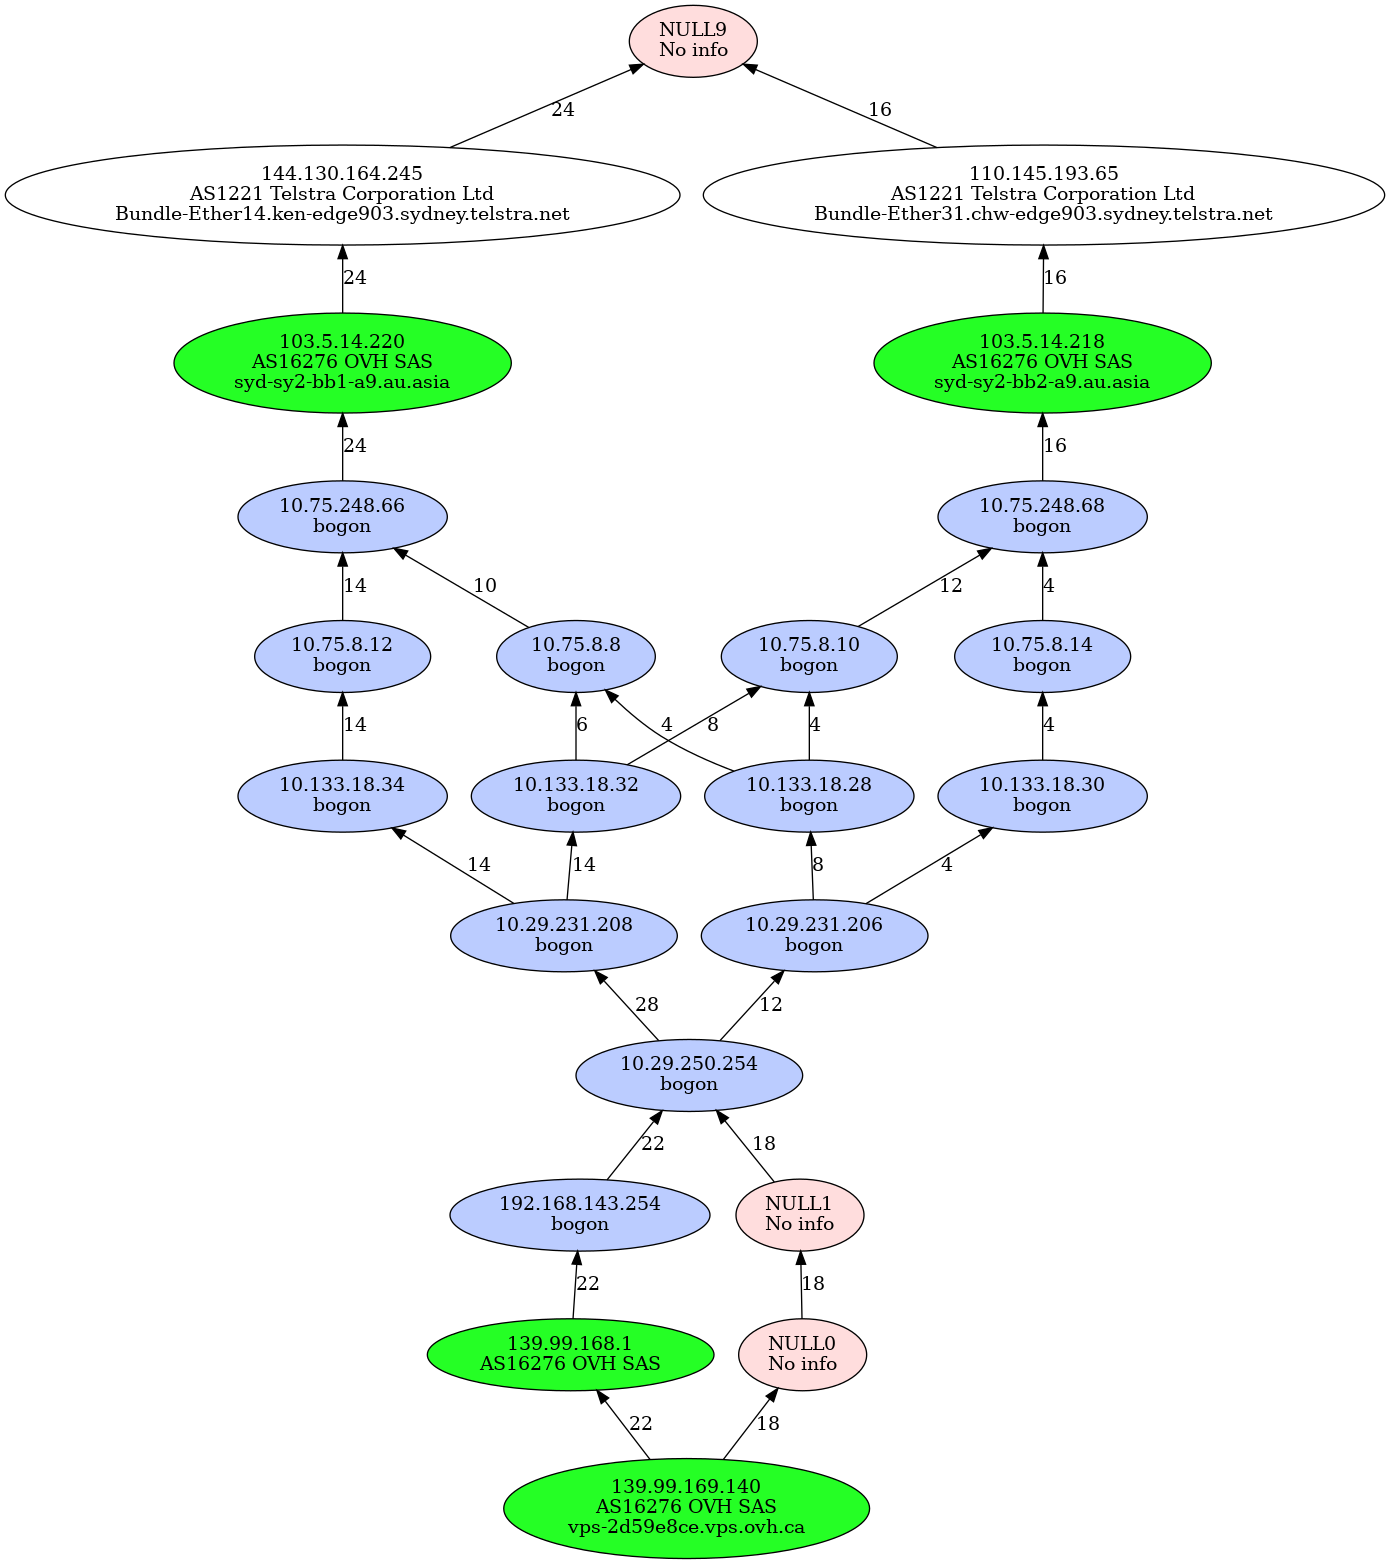 NULL9
No info
24
16
144.130.164.245
AS1221 Telstra Corporation Ltd
Bundle-Ether14.ken-edge903.sydney.telstra.net
110.145.193.65
AS1221 Telstra Corporation Ltd
Bundle-Ether31.chw-edge903.sydney.telstra.net
24
16
103.5.14.220
AS16276 OVH SAS
syd-sy2-bb1-a9.au.asia
103.5.14.218
AS16276 OVH SAS
syd-sy2-bb2-a9.au.asia
24
16
10.75.248.66
bogon
10.75.248.68
bogon
14
10
12
4
10.75.8.12
bogon
10.75.8.8
bogon
10.75.8.10
bogon
10.75.8.14
bogon
14
6
4
8
4
4
10.133.18.34
bogon
10.133.18.32
bogon
10.133.18.28
bogon
10.133.18.30
bogon
14
14
8
4
10.29.231.208
bogon
10.29.231.206
bogon
28
12
10.29.250.254
bogon
22
18
192.168.143.254
bogon
NULL1
No info
22
18
139.99.168.1
AS16276 OVH SAS
NULL0
No info
22
18
139.99.169.140
AS16276 OVH SAS
vps-2d59e8ce.vps.ovh.ca